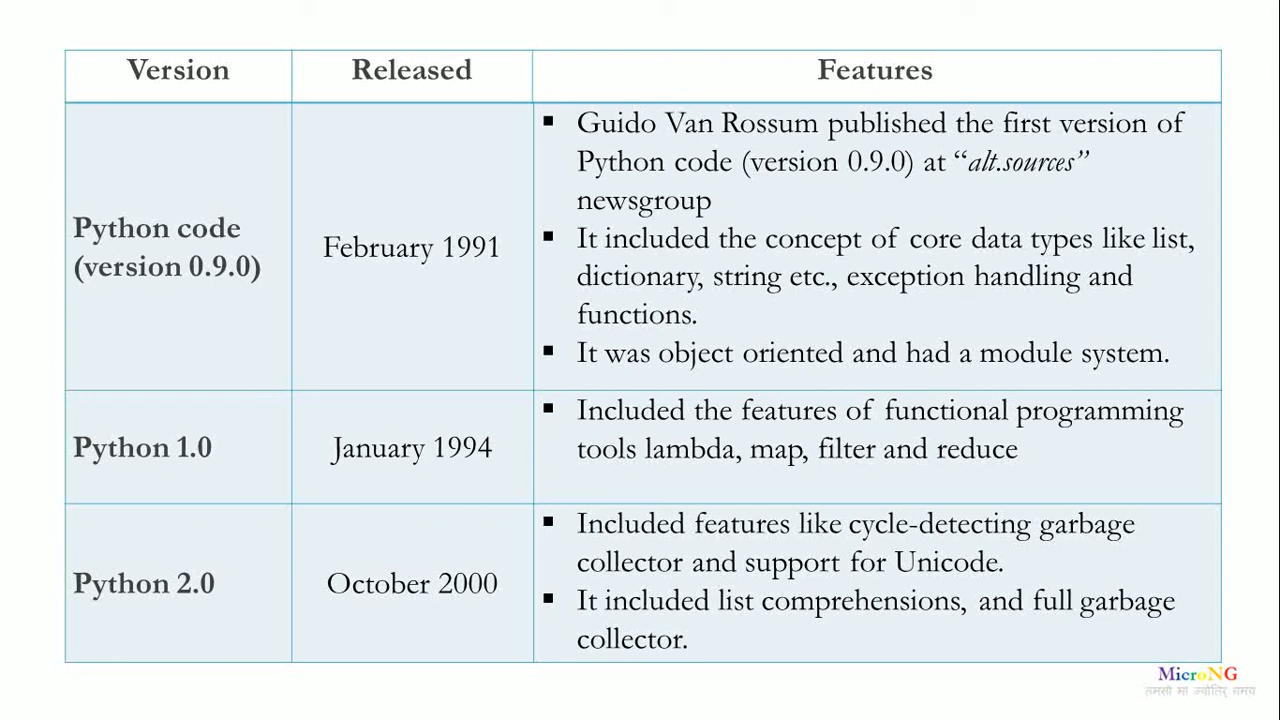 Version Released Features
Guido Van Rossum published the first version of
Python code (version 0.9.0) at “alt.sources”
newsgroup
Python code
(version 0.9.0)
February 1991
It included the concept of core data types like list,
dictionary, string etc., exception handling and
functions.
It was object oriented and had a module system.
Python 1.0
January 1994
Included the features of functional programming
tools lambda, map, filter and reduce
Python 2.0
October 2000
Included features like cycle-detecting garbage
collector and support for Unicode.
It included list comprehensions, and full garbage
collector.
MicroNG
तमसो मा ज्योतिर् गमय